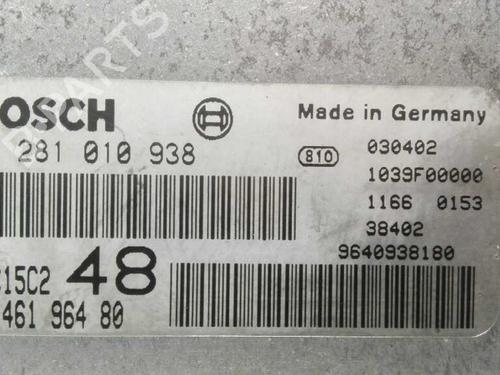 OSCH
Made in Germany
281 010 938
810
030402
1039F00000
1166 0153
38402
9640938180
15C2 48
461 964 80